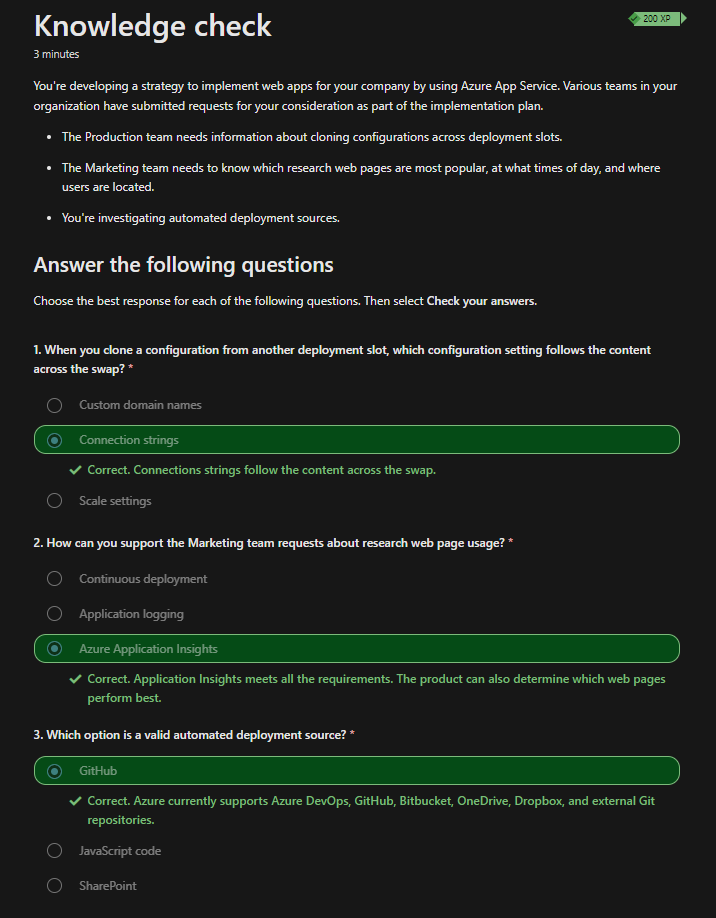 Knowledge check
200 XP
3 minutes
You're developing a strategy to implement web apps for your company by using Azure App Service. Various teams in your
organization have submitted requests for your consideration as part of the implementation plan.
• The Production team needs information about cloning configurations across deployment slots.
• The Marketing team needs to know which research web pages are most popular, at what times of day, and where
users are located.
• You're investigating automated deployment sources.
Answer the following questions
Choose the best response for each of the following questions. Then select Check your answers.
1. When you clone a configuration from another deployment slot, which configuration setting follows the content
across the swap? *
Custom domain names
Connection strings
Correct. Connections strings follow the content across the swap.
Scale settings
2. How can you support the Marketing team requests about research web page usage? *
Continuous deployment
Application logging
Azure Application Insights
Correct. Application Insights meets all the requirements. The product can also determine which web pages
perform best.
3. Which option is a valid automated deployment source? *
GitHub
Correct. Azure currently supports Azure DevOps, GitHub, Bitbucket, OneDrive, Dropbox, and external Git
repositories.
JavaScript code
SharePoint